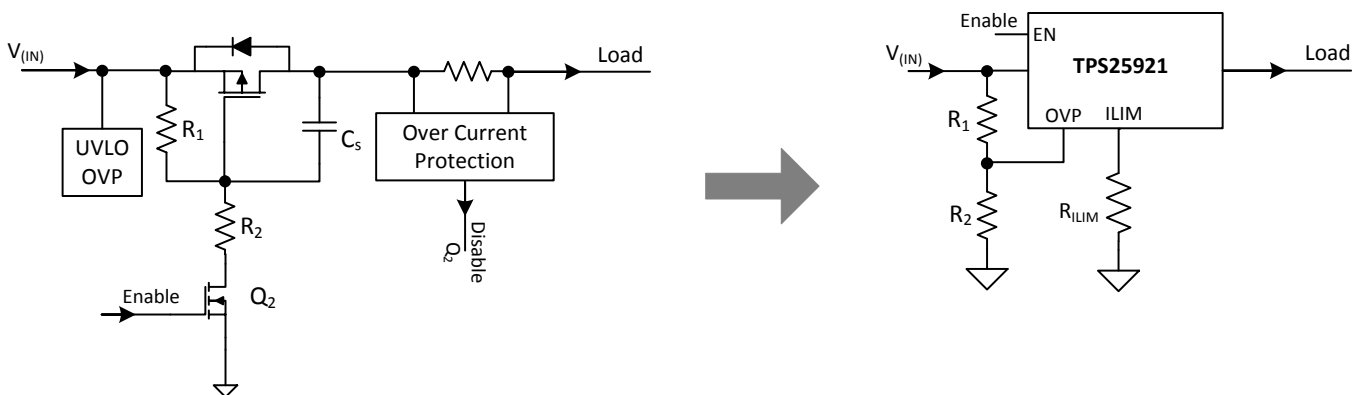 V(IN)
Load
R1
Cs
UVLO
OVP
Over Current
Protection
R2
Disable
Q2
Enable
Q2
Enable
EN
TPS25921
V(IN)
Load
OVP
ILIM
R1
R2
RILIM